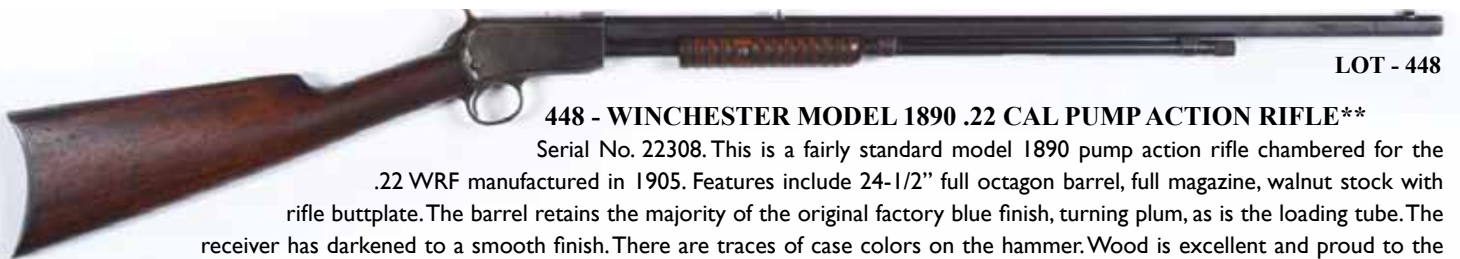 LOT - 448
448 - WINCHESTER MODEL 1890 .22 CAL PUMP ACTION RIFLE**
Serial No. 22308. This is a fairly standard model 1890 pump action rifle chambered for the
.22 WRF manufactured in 1905. Features include 24-1/2” full octagon barrel, full magazine, walnut stock with
rifle buttplate. The barrel retains the majority of the original factory blue finish, turning plum, as is the loading tube. The
receiver has darkened to a smooth finish. There are traces of case colors on the hammer. Wood is excellent and proud to the